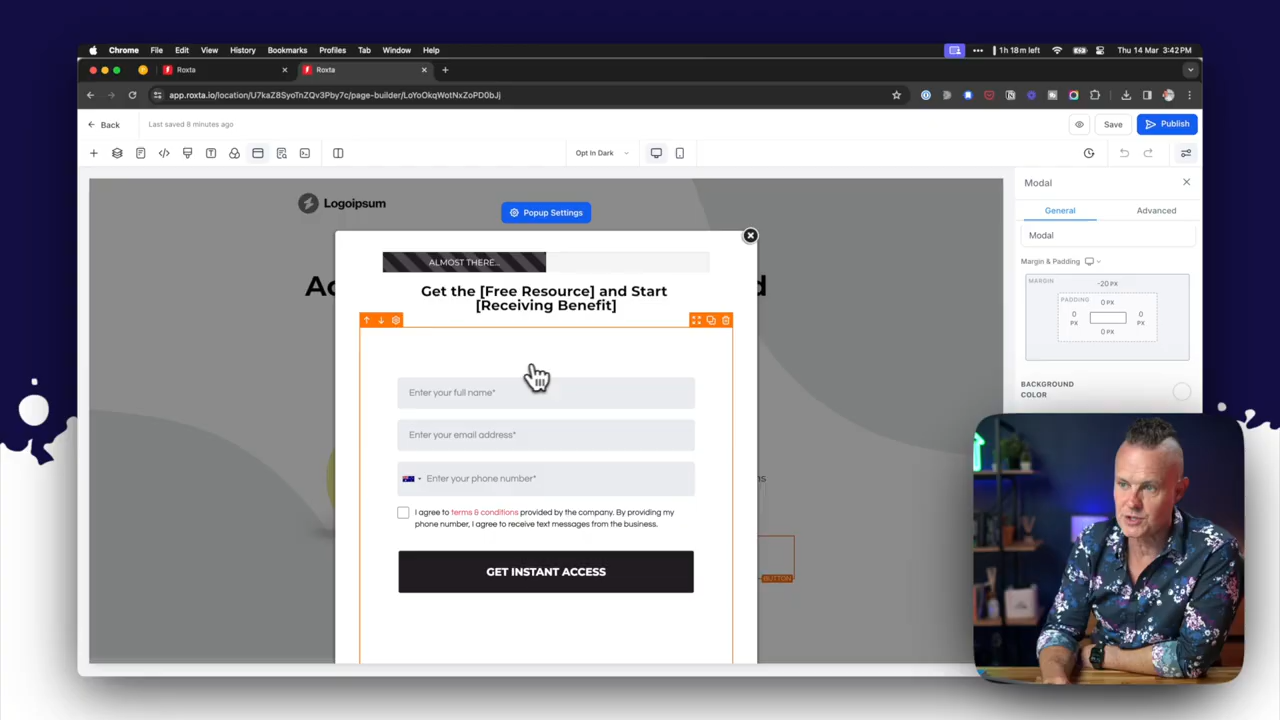 Chrome File Edit View History Bookmarks Profiles Tab Window Help
1h 18m left
Thu 14 Mar 3:42 PM
Roxta
Roxta
app.roxta.io/location/U7kaZ8SyoTnZQv3Pby7c/page-builder/LoYoOkqWotNxZoPD0bJj
Back
Last saved 9 minutes ago
Save
Publish
Opt In Dark
Logoipsum
Popup Settings
ALMOST THERE...
Get the [Free Resource] and Start
[Receiving Benefit]
Enter your full name*
Enter your email address*
Enter your phone number*
I agree to terms & conditions provided by the company. By providing my
phone number, I agree to receive text messages from the business.
GET INSTANT ACCESS
BUTTON
Modal
General
Advanced
Modal
Margin & Padding
MARGIN
-20 PX
PADDING
0 PX
0
PX
0
PX
0 PX
BACKGROUND
COLOR